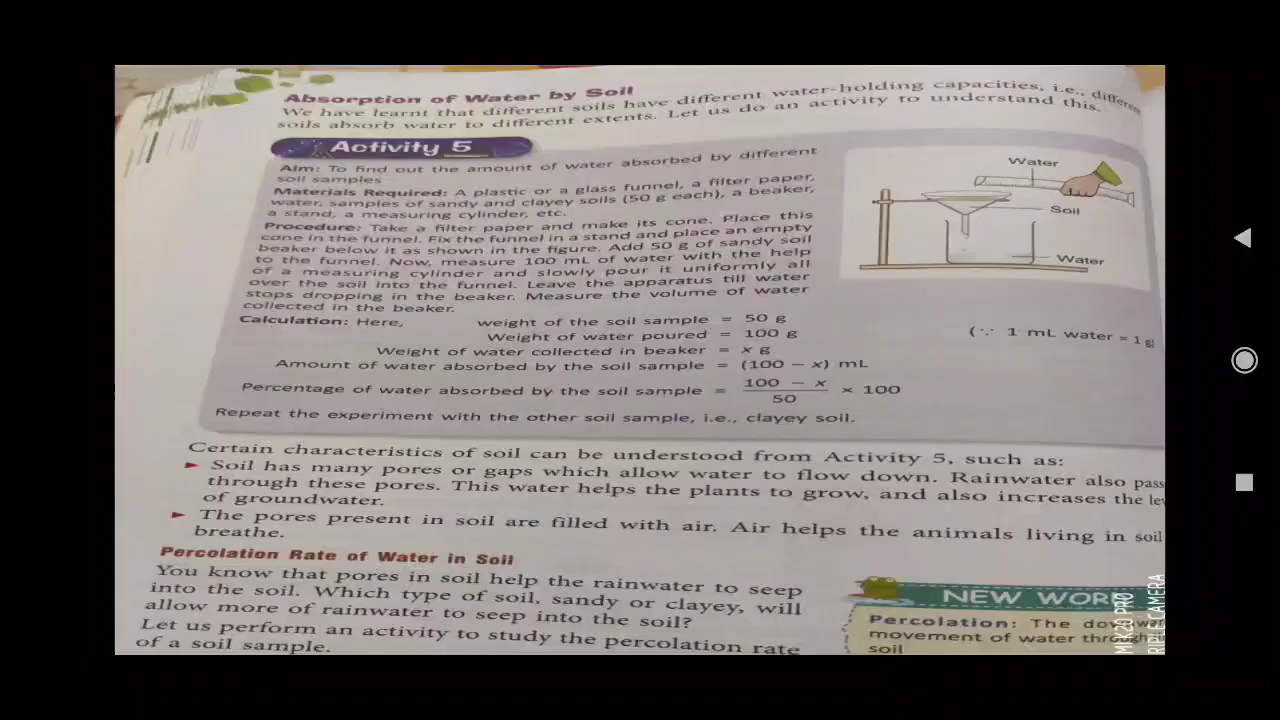 Absorption of Water by Soil
We have learnt that different soils have different water-holding capacities, i.e., different
soils absorb water to different extents. Let us do an activity to understand this.
Activity 5
Aim: To find out the amount of water absorbed by different
soil samples
Materials Required: A plastic or a glass funnel, a filter paper,
water, samples of sandy and clayey soils (50 g each), a beaker,
a stand, a measuring cylinder, etc.
Procedure: Take a filter paper and make its cone. Place this
cone in the funnel. Fix the funnel in a stand and place an empty
beaker below it as shown in the figure. Add 50 g of sandy soil
to the funnel. Now, measure 100 mL of water with the help
of a measuring cylinder and slowly pour it uniformly all
over the soil into the funnel. Leave the apparatus till water
stops dropping in the beaker. Measure the volume of water
collected in the beaker.
Water
Soil
Water
Calculation: Here, weight of the soil sample = 50 g
Weight of water poured = 100 g (∵ 1 mL water = 1 g)
Weight of water collected in beaker = x g
Amount of water absorbed by the soil sample = (100 − x) mL
Percentage of water absorbed by the soil sample = 100 − x / 50 × 100
Repeat the experiment with the other soil sample, i.e., clayey soil.
Certain characteristics of soil can be understood from Activity 5, such as:
► Soil has many pores or gaps which allow water to flow down. Rainwater also pass
through these pores. This water helps the plants to grow, and also increases the le
of groundwater.
► The pores present in soil are filled with air. Air helps the animals living in soil
breathe.
Percolation Rate of Water in Soil
You know that pores in soil help the rainwater to seep
into the soil. Which type of soil, sandy or clayey, will
allow more of rainwater to seep into the soil?
Let us perform an activity to study the percolation rate
of a soil sample.
NEW WOR
Percolation: The dow
movement of water through
soil